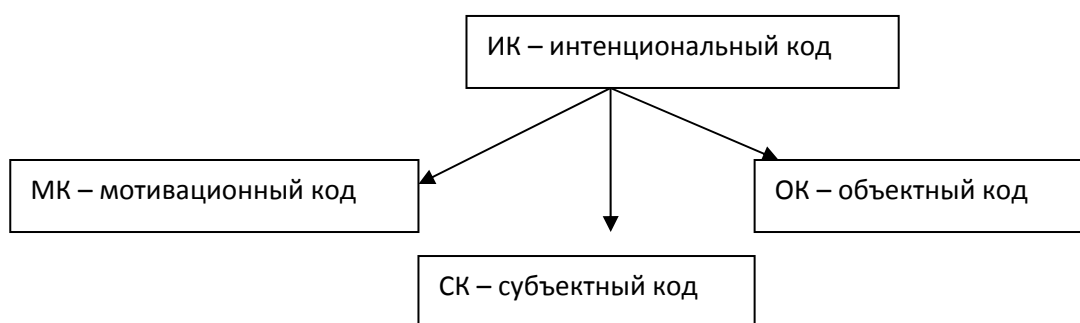 ИК – интенциональный код
МК – мотивационный код
ОК – объектный код
СК – субъектный код